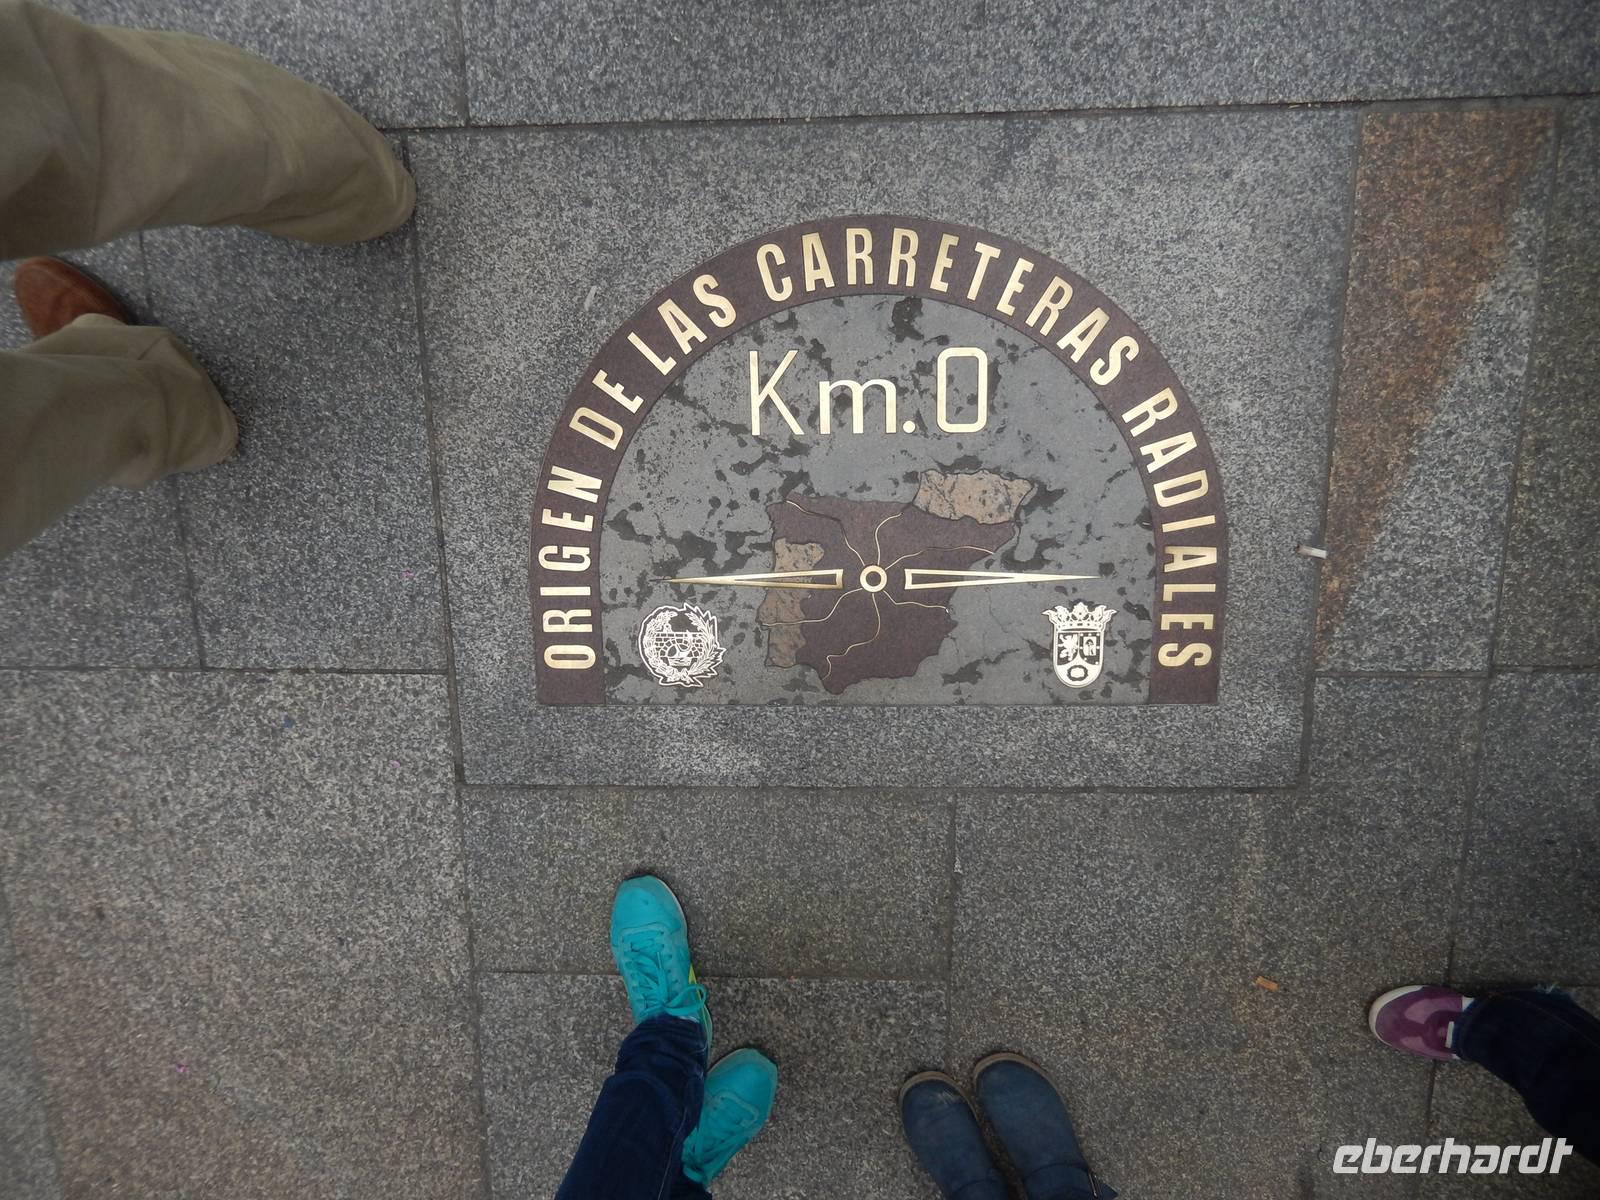 ORIGEN DE LAS CARRETERAS RADIALES
Km.0
eberhardt